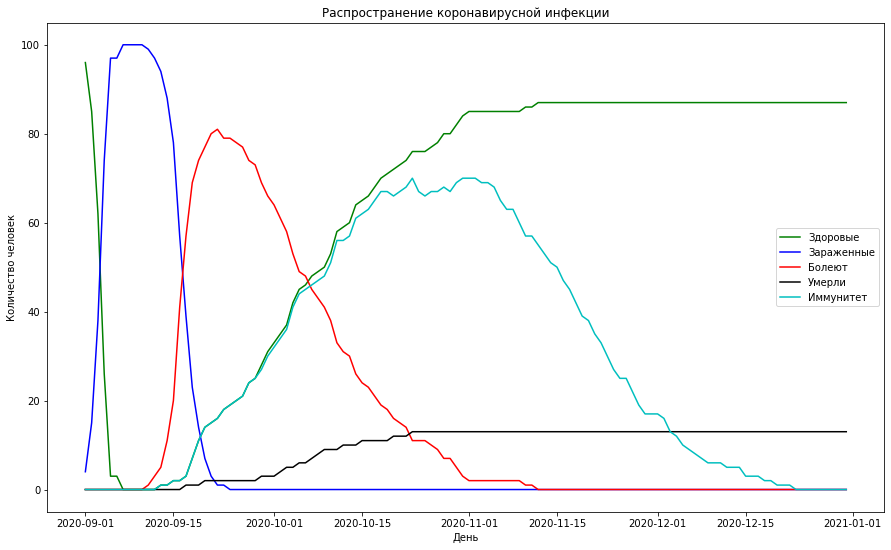 Распространение коронавирусной инфекции
100
80
60
40
20
0
Количество человек
Здоровые
Зараженные
Болеют
Умерли
Иммунитет
2020-09-01
2020-09-15
2020-10-01
2020-10-15
2020-11-01
2020-11-15
2020-12-01
2020-12-15
2021-01-01
День